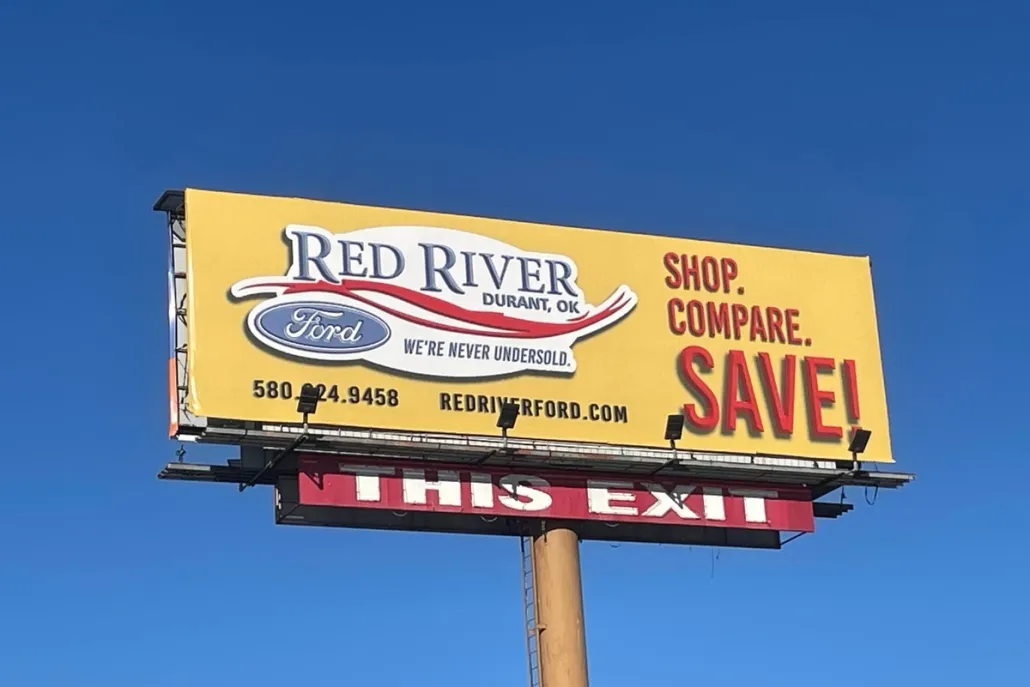 RED RIVER
DURANT, OK
Ford
WE'RE NEVER UNDERSOLD.
REDRIVERFORD.COM
SHOP.
COMPARE.
SAVE!
THIS EXIT